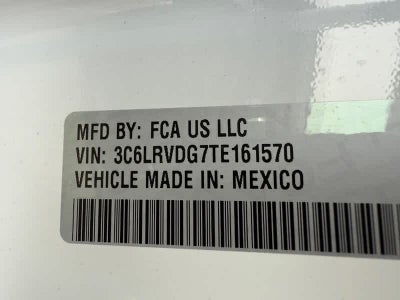 MFD BY: FCA US LLC
VIN: 3C6LRVDG7TE161570
VEHICLE MADE IN: MEXICO